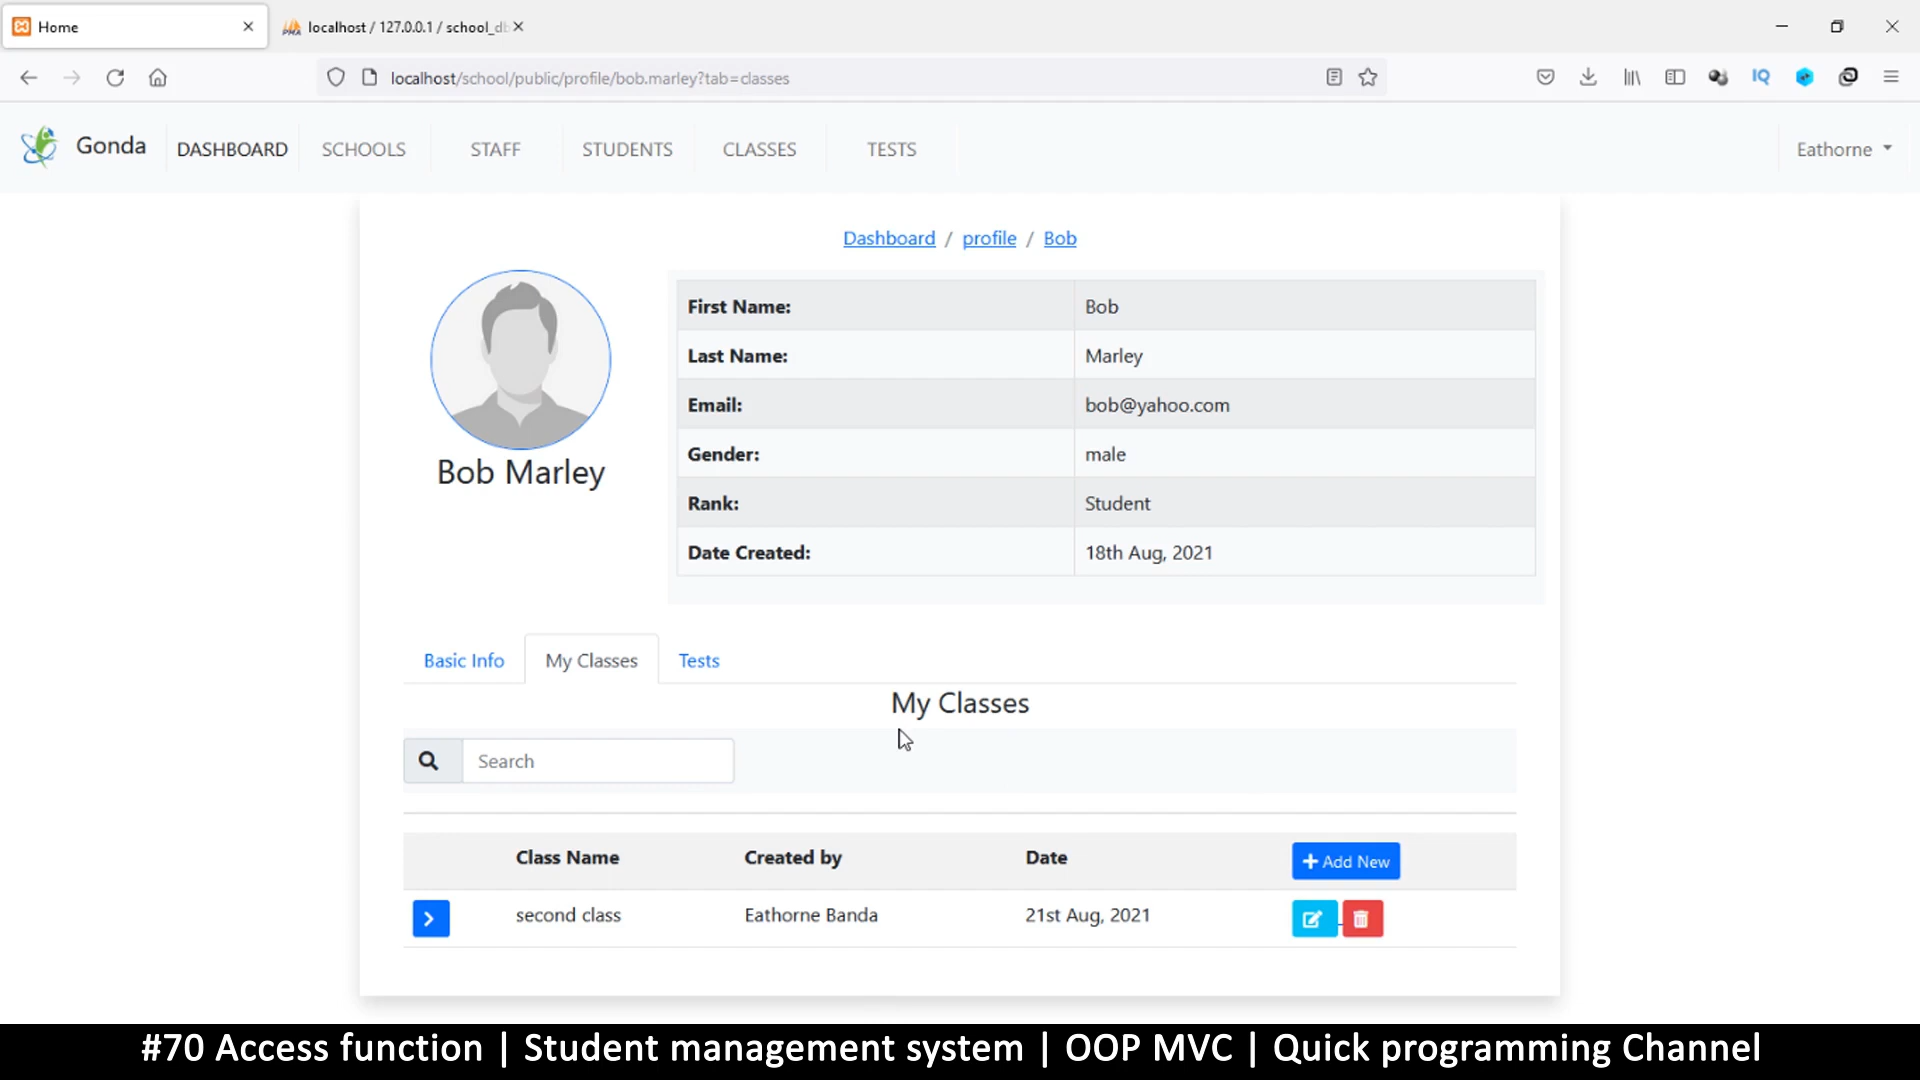 Home
localhost / 127.0.0.1 / school_db
localhost/school/public/profile/bob.marley?tab=classes
IQ
Gonda
DASHBOARD
SCHOOLS
STAFF
STUDENTS
CLASSES
TESTS
Eathorne
Dashboard / profile / Bob
First Name: Bob
Last Name: Marley
Email: bob@yahoo.com
Gender: male
Rank: Student
Date Created: 18th Aug, 2021
Bob Marley
Basic Info
My Classes
Tests
My Classes
Search
Class Name Created by Date Add New
second class Eathorne Banda 21st Aug, 2021
#70 Access function | Student management system | OOP MVC | Quick programming Channel